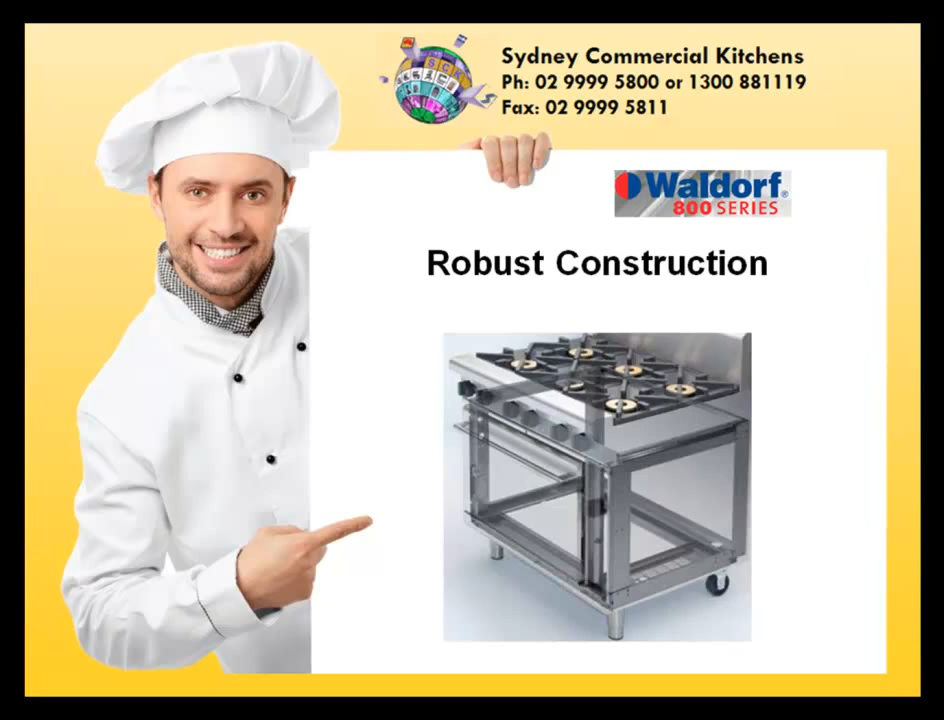 Sydney Commercial Kitchens
Ph: 02 9999 5800 or 1300 881119
Fax: 02 9999 5811
SCK
Waldorf®
800 SERIES
Robust Construction